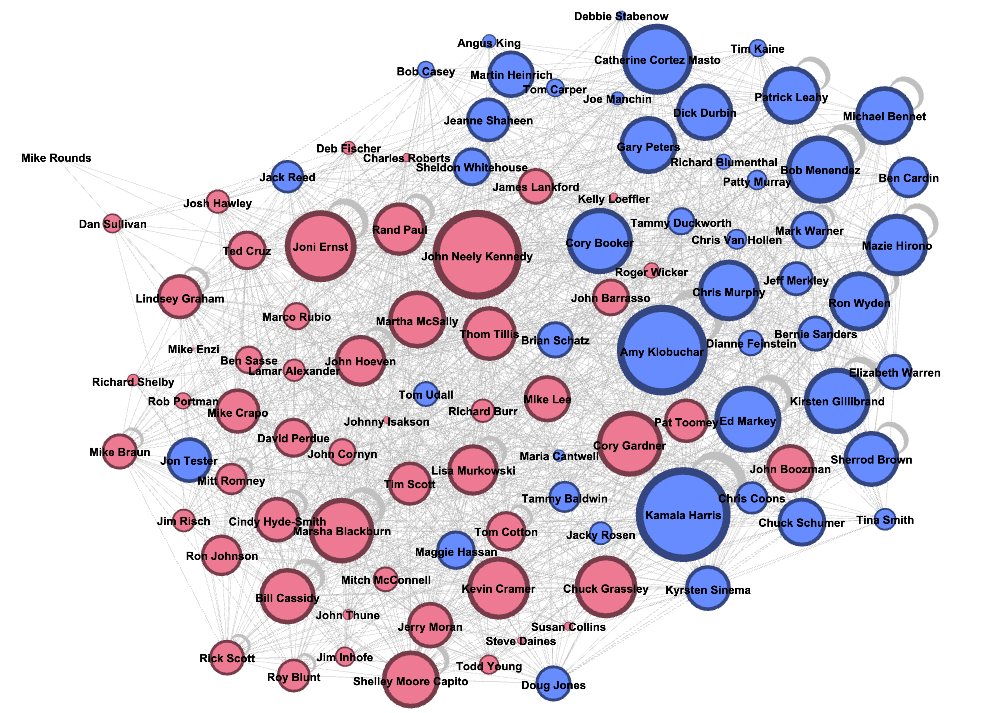 Debbie Stabenow
Angus King
Tim Kaine
Catherine Cortez Masto
Bob Casey
Martin Heinrich
Tom Carper
Joe Manchin
Patrick Leahy
Dick Durbin
Michael Bennet
Jeanne Shaheen
Gary Peters
Deb Fischer
Charles Roberts
Mike Rounds
Sheldon Whitehouse
Richard Blumenthal
Bob Menendez
Jack Reed
Ben Cardin
Patty Murray
James Lankford
Kelly Loeffler
Josh Hawley
Dan Sullivan
Tammy Duckworth
Rand Paul
Mark Warner
Chris Van Hollen
Cory Booker
Joni Ernst
Mazie Hirono
Ted Cruz
John Neely Kennedy
Roger Wicker
Jeff Merkley
Chris Murphy
Lindsey Graham
John Barrasso
Ron Wyden
Marco Rubio
Martha McSally
Thom Tillis
Bernie Sanders
Brian Schatz
Dianne Feinstein
Mike Enzi
Amy Klobuchar
Ben Sasse
John Hoeven
Lamar Alexander
Elizabeth Warren
Richard Shelby
Tom Udall
Rob Portman
Mike Lee
Kirsten Gillibrand
Mike Crapo
Richard Burr
Johnny Isakson
Pat Toomey
Ed Markey
David Perdue
Cory Gardner
Mike Braun
John Cornyn
Maria Cantwell
Jon Tester
Sherrod Brown
John Boozman
Lisa Murkowski
Mitt Romney
Tim Scott
Tammy Baldwin
Chris Coons
Kamala Harris
Jim Risch
Cindy Hyde-Smith
Tina Smith
Chuck Schumer
Marsha Blackburn
Tom Cotton
Jacky Rosen
Maggie Hassan
Ron Johnson
Mitch McConnell
Kevin Cramer
Chuck Grassley
Kyrsten Sinema
Bill Cassidy
John Thune
Jerry Moran
Susan Collins
Steve Daines
Rick Scott
Jim Inhofe
Todd Young
Roy Blunt
Shelley Moore Capito
Doug Jones